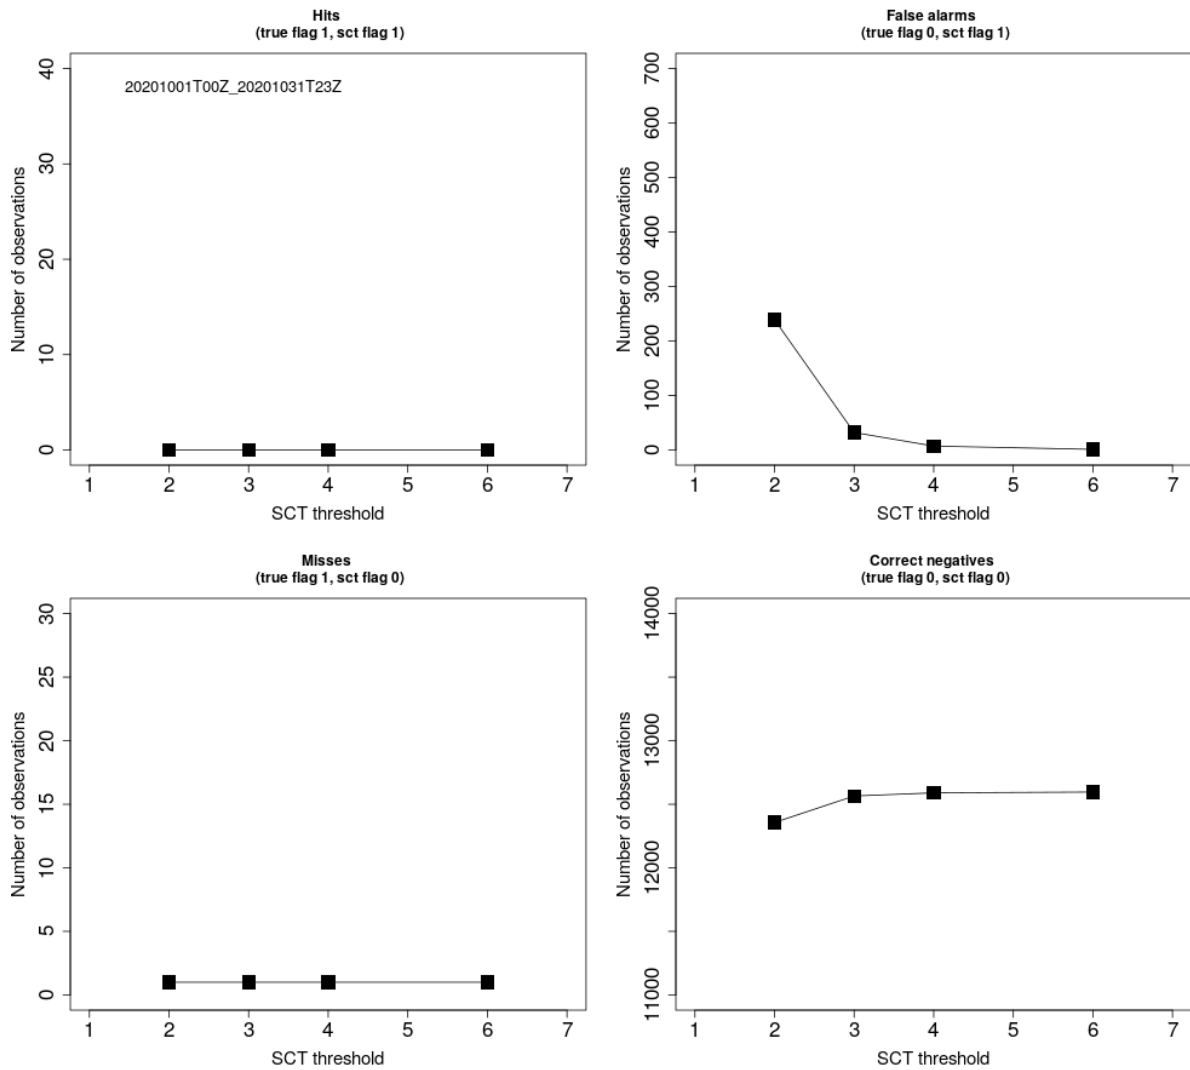 Hits
(true flag 1, sct flag 1)
20201001T00Z_20201031T23Z
Number of observations
40
30
20
10
0
1 2 3 4 5 6 7
SCT threshold
False alarms
(true flag 0, sct flag 1)
Number of observations
700
600
500
400
300
200
100
0
1 2 3 4 5 6 7
SCT threshold
Misses
(true flag 1, sct flag 0)
Number of observations
30
25
20
15
10
5
0
1 2 3 4 5 6 7
SCT threshold
Correct negatives
(true flag 0, sct flag 0)
Number of observations
14000
13000
12000
11000
1 2 3 4 5 6 7
SCT threshold